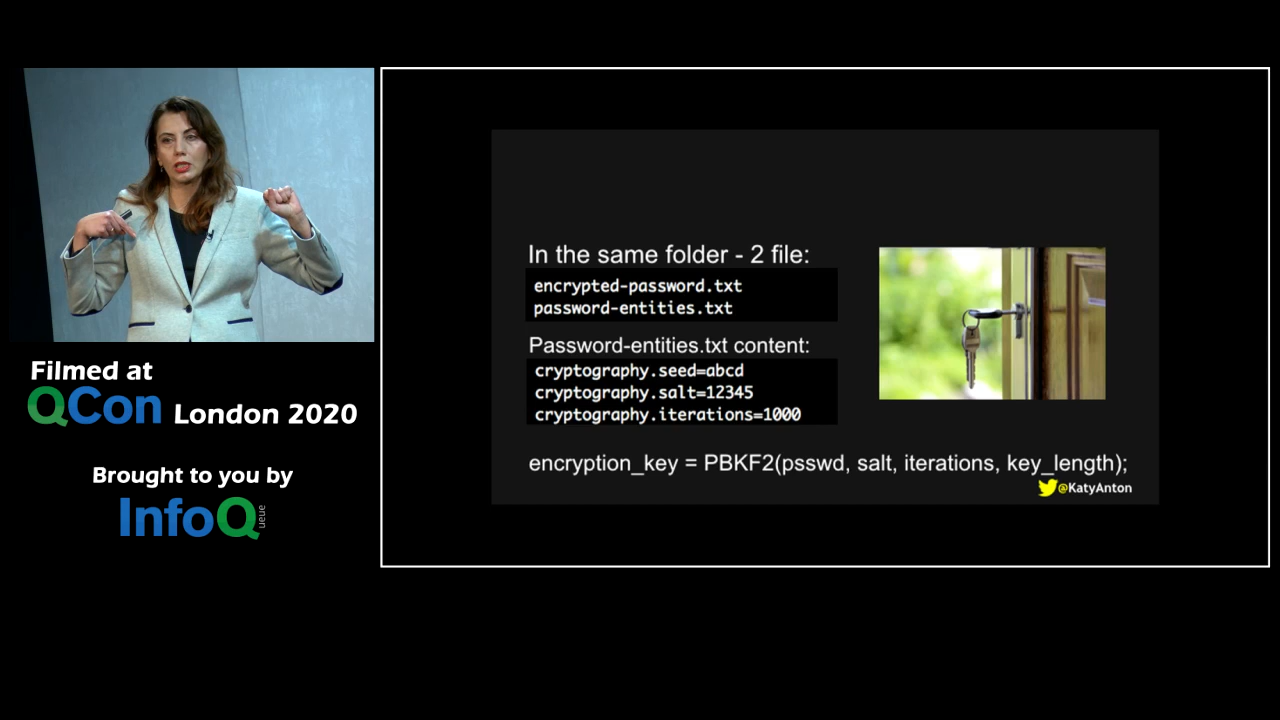 In the same folder - 2 file:
encrypted-password.txt
password-entities.txt
Password-entities.txt content:
cryptography.seed=abcd
cryptography.salt=12345
cryptography.iterations=1000
encryption_key = PBKF2(psswd, salt, iterations, key_length);
@KatyAnton
Filmed at
QCon London 2020
Brought to you by
InfoQ
ueue